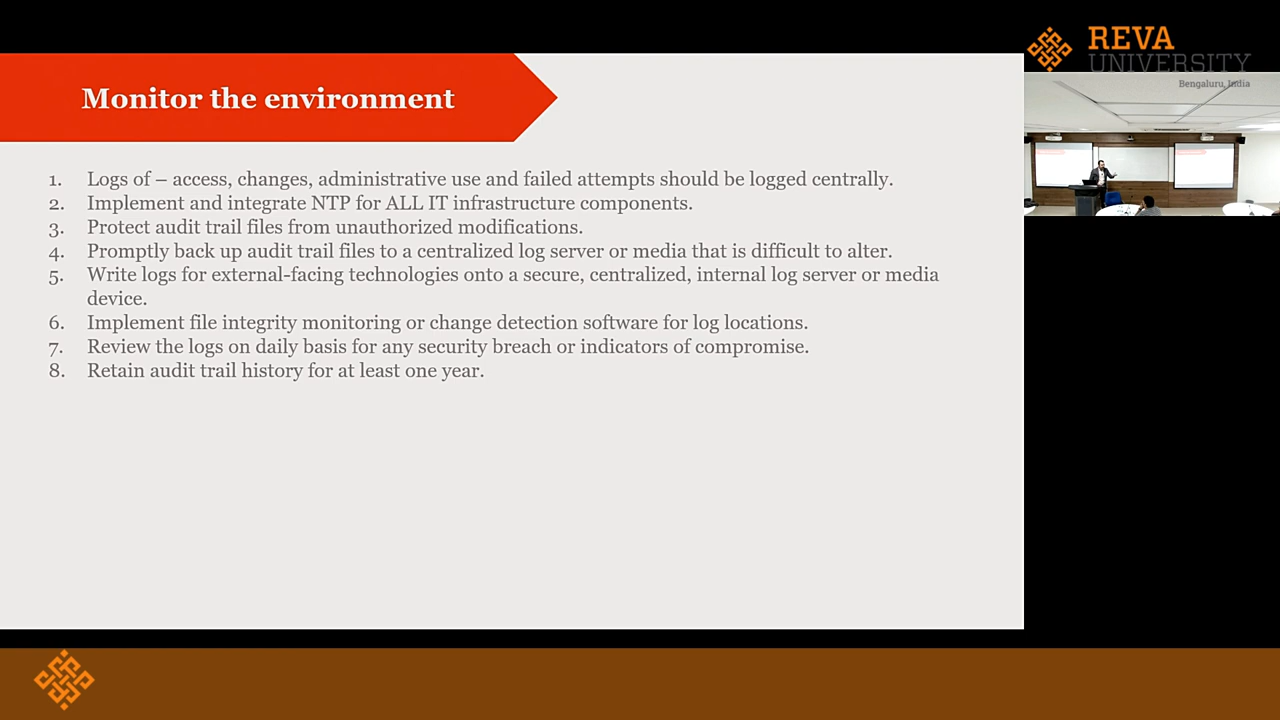 REVA
UNIVERSITY
Bengaluru, India
Monitor the environment
1. Logs of – access, changes, administrative use and failed attempts should be logged centrally.
2. Implement and integrate NTP for ALL IT infrastructure components.
3. Protect audit trail files from unauthorized modifications.
4. Promptly back up audit trail files to a centralized log server or media that is difficult to alter.
5. Write logs for external-facing technologies onto a secure, centralized, internal log server or media
device.
6. Implement file integrity monitoring or change detection software for log locations.
7. Review the logs on daily basis for any security breach or indicators of compromise.
8. Retain audit trail history for at least one year.